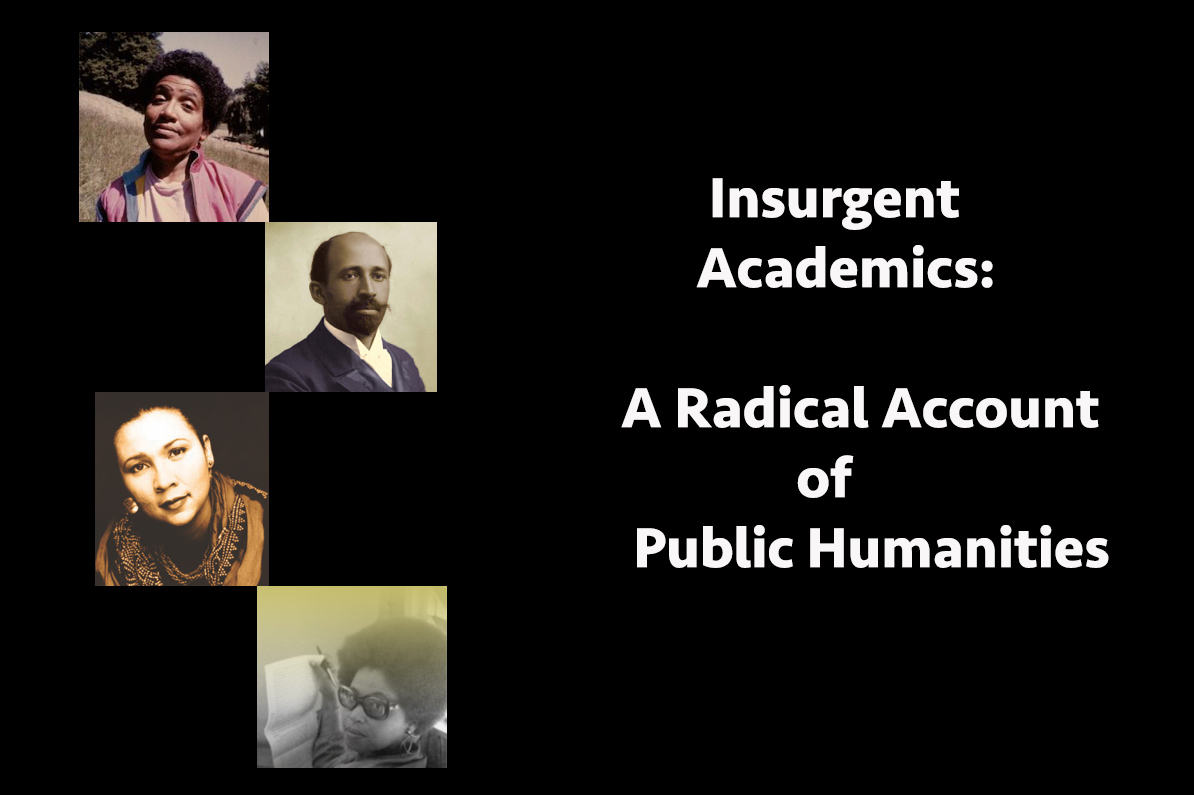 Insurgent
Academics:
A Radical Account
of
Public Humanities